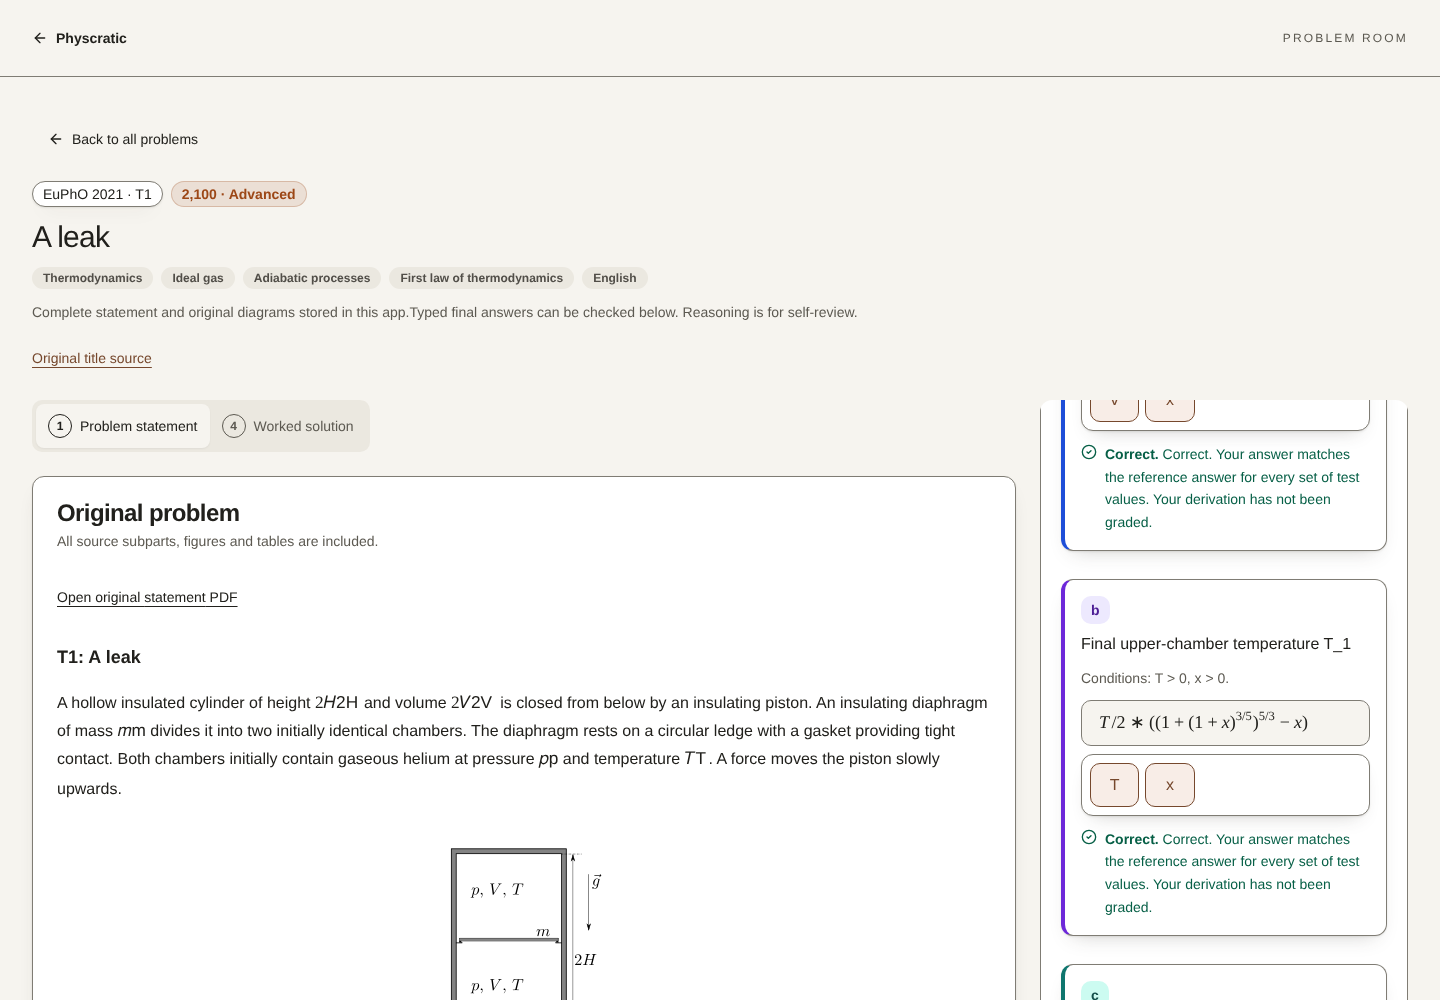 Physcratic
PROBLEM ROOM
Back to all problems
EuPhO 2021 · T1
2,100 · Advanced
A leak
Thermodynamics
Ideal gas
Adiabatic processes
First law of thermodynamics
English
Complete statement and original diagrams stored in this app.Typed final answers can be checked below. Reasoning is for self-review.
Original title source
1 Problem statement
4 Worked solution
Original problem
All source subparts, figures and tables are included.
Open original statement PDF
T1: A leak
A hollow insulated cylinder of height 2H2H and volume 2V2V is closed from below by an insulating piston. An insulating diaphragm
of mass mm divides it into two initially identical chambers. The diaphragm rests on a circular ledge with a gasket providing tight
contact. Both chambers initially contain gaseous helium at pressure pp and temperature TT. A force moves the piston slowly
upwards.
p, V, T
g⃗
m
2H
p, V, T
x
Correct. Correct. Your answer matches
the reference answer for every set of test
values. Your derivation has not been
graded.
b
Final upper-chamber temperature T_1
Conditions: T > 0, x > 0.
T/2 ∗ ((1 + (1 + x)^{3/5})^{5/3} − x)
T
x
Correct. Correct. Your answer matches
the reference answer for every set of test
values. Your derivation has not been
graded.
c